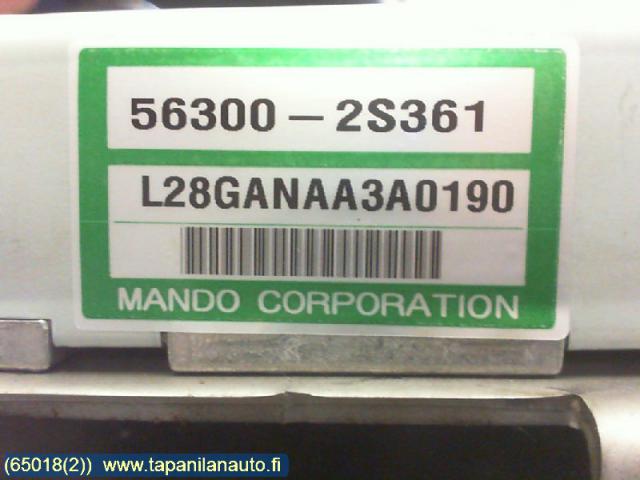 56300-2S361
L28GANAA3A0190
MANDO CORPORATION
(65018(2)) www.tapanilanauto.fi